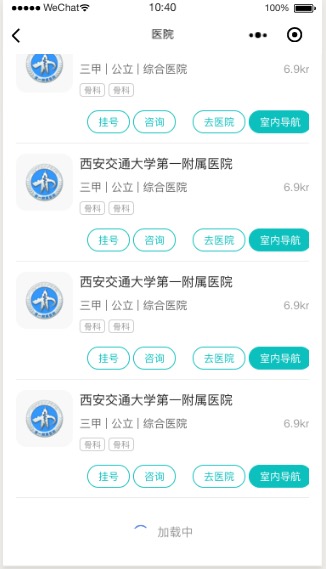 WeChat 10:40 100%
医院
三甲 | 公立 | 综合医院 6.9kr
骨科 骨科
挂号 咨询 去医院 室内导航
西安交通大学第一附属医院
三甲 | 公立 | 综合医院 6.9kr
骨科 骨科
挂号 咨询 去医院 室内导航
西安交通大学第一附属医院
三甲 | 公立 | 综合医院 6.9kr
骨科 骨科
挂号 咨询 去医院 室内导航
西安交通大学第一附属医院
三甲 | 公立 | 综合医院 6.9kr
骨科 骨科
挂号 咨询 去医院 室内导航
加载中